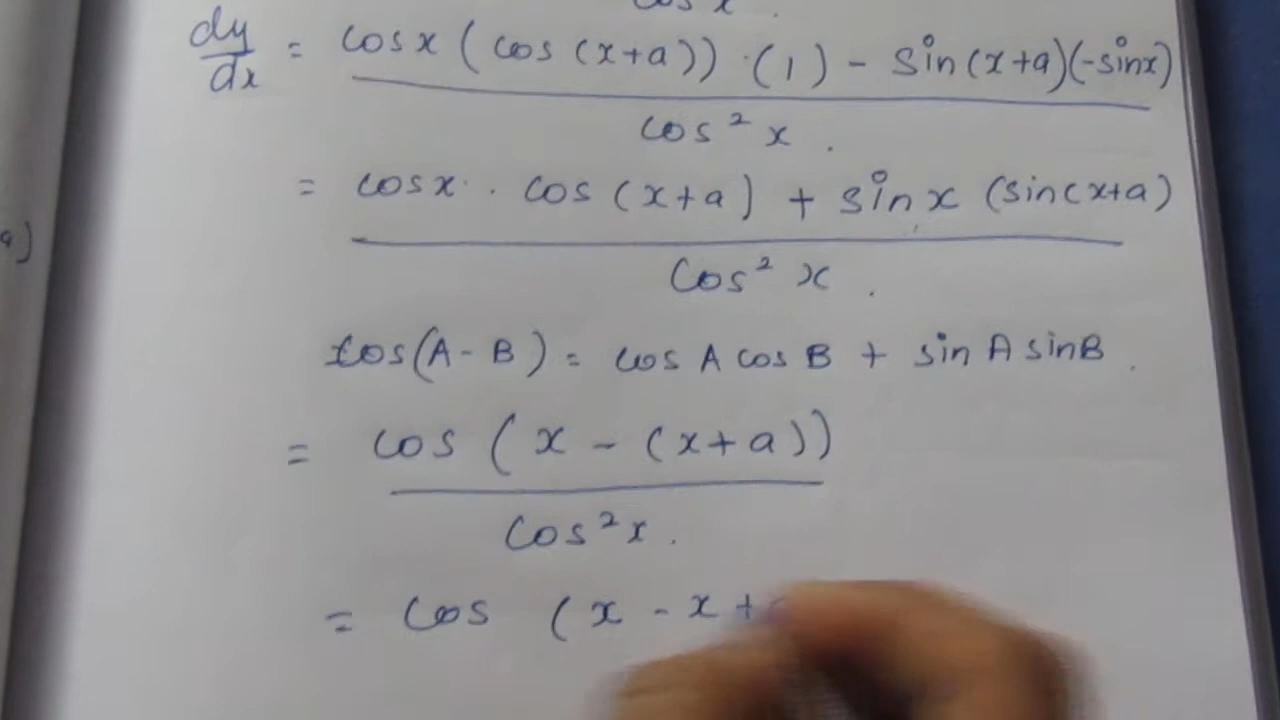 cos x.
dy/dx = cos x (cos (x+a)) · (1) - sin(x+a)(-sin x)
cos² x.
= cos x · cos (x+a) + sin x (sin(x+a)
cos² x.
cos(A - B) = cos A cos B + sin A sin B.
= cos (x - (x+a))
cos² x.
= cos (x - x +